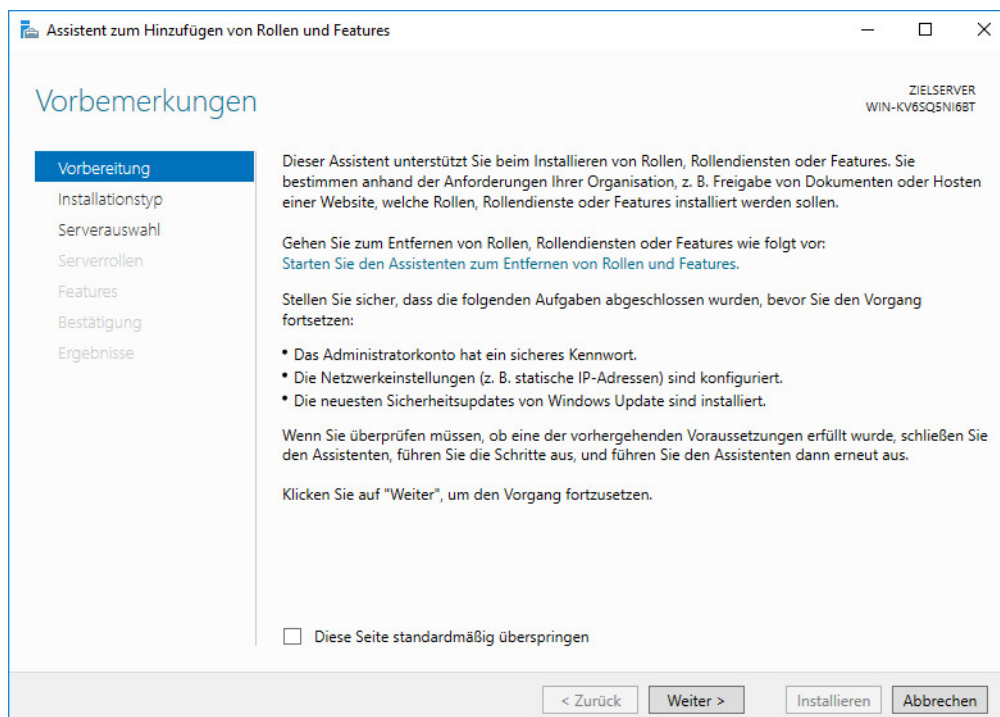 Assistent zum Hinzufügen von Rollen und Features
Vorbemerkungen
ZIELSERVER
WIN-KV6SQ5NI6BT
Vorbereitung
Installationstyp
Serverauswahl
Serverrollen
Features
Bestätigung
Ergebnisse
Dieser Assistent unterstützt Sie beim Installieren von Rollen, Rollendiensten oder Features. Sie
bestimmen anhand der Anforderungen Ihrer Organisation, z. B. Freigabe von Dokumenten oder Hosten
einer Website, welche Rollen, Rollendienste oder Features installiert werden sollen.
Gehen Sie zum Entfernen von Rollen, Rollendiensten oder Features wie folgt vor:
Starten Sie den Assistenten zum Entfernen von Rollen und Features.
Stellen Sie sicher, dass die folgenden Aufgaben abgeschlossen wurden, bevor Sie den Vorgang
fortsetzen:
• Das Administratorkonto hat ein sicheres Kennwort.
• Die Netzwerkeinstellungen (z. B. statische IP-Adressen) sind konfiguriert.
• Die neuesten Sicherheitsupdates von Windows Update sind installiert.
Wenn Sie überprüfen müssen, ob eine der vorhergehenden Voraussetzungen erfüllt wurde, schließen Sie
den Assistenten, führen Sie die Schritte aus, und führen Sie den Assistenten dann erneut aus.
Klicken Sie auf "Weiter", um den Vorgang fortzusetzen.
Diese Seite standardmäßig überspringen
< Zurück
Weiter >
Installieren
Abbrechen